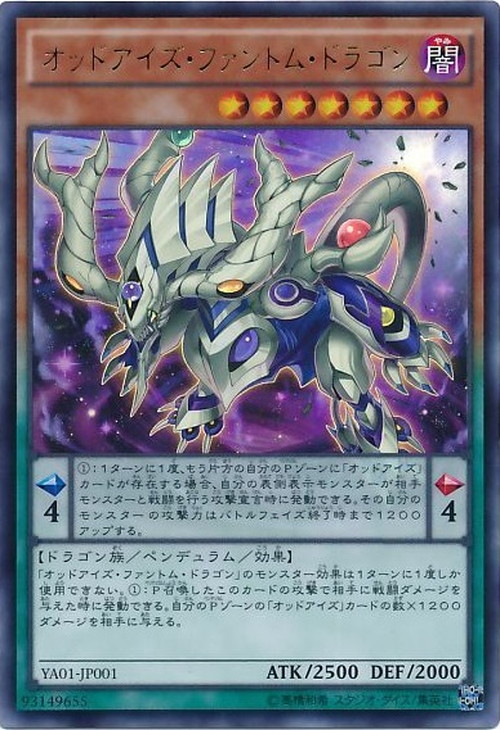 オッドアイズ・ファントム・ドラゴン
闇
①:1ターンに1度、もう片方の自分のPゾーンに「オッドアイズ」
カードが存在する場合、自分の表側表示モンスターが相手
モンスターと戦闘を行う攻撃宣言時に発動できる。その自分の
モンスターの攻撃力はバトルフェイズ終了時まで1200
アップする。
4
4
【ドラゴン族/ペンデュラム/効果】
「オッドアイズ・ファントム・ドラゴン」のモンスター効果は1ターンに1度しか
使用できない。①:P召喚したこのカードの攻撃で相手に戦闘ダメージを
与えた時に発動できる。自分のPゾーンの「オッドアイズ」カードの数×1200
ダメージを相手に与える。
YA01-JP001
ATK/2500 DEF/2000
93149655
©高橋和希 スタジオ・ダイス/集英社